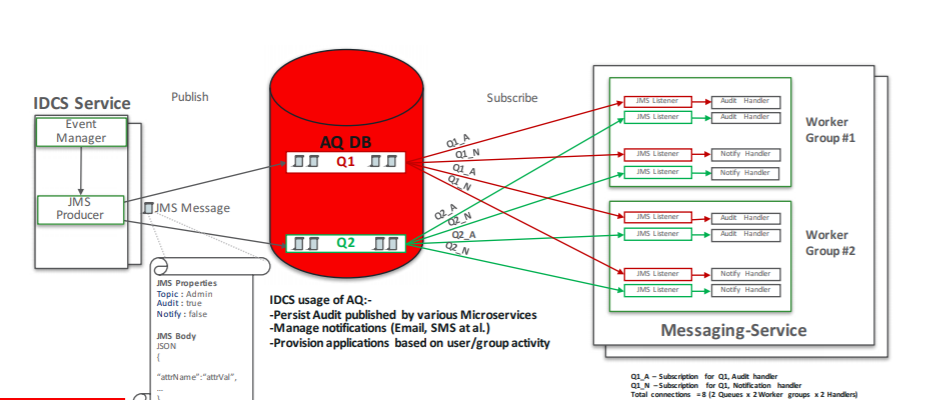 IDCS Service
Publish
Subscribe
Event
Manager
JMS
Producer
JMS Message
AQ DB
Q1
Q2
Q1_A
Q1_N
Q1_A
Q1_N
Q2_A
Q2_N
Q2_A
Q2_N
JMS Listener
Audit Handler
JMS Listener
Audit Handler
JMS Listener
Notify Handler
JMS Listener
Notify Handler
Worker
Group #1
JMS Listener
Audit Handler
JMS Listener
Audit Handler
JMS Listener
Notify Handler
JMS Listener
Notify Handler
Worker
Group #2
Messaging-Service
JMS Properties
Topic : Admin
Audit : true
Notify : false
JMS Body
JSON
{
"attrName":"attrVal",
...
}
IDCS usage of AQ:-
-Persist Audit published by various Microservices
-Manage notifications (Email, SMS at al.)
-Provision applications based on user/group activity
Q1_A – Subscription for Q1, Audit handler
Q1_N – Subscription for Q1, Notification handler
Total connections = 8 (2 Queues x 2 Worker groups x 2 Handlers)